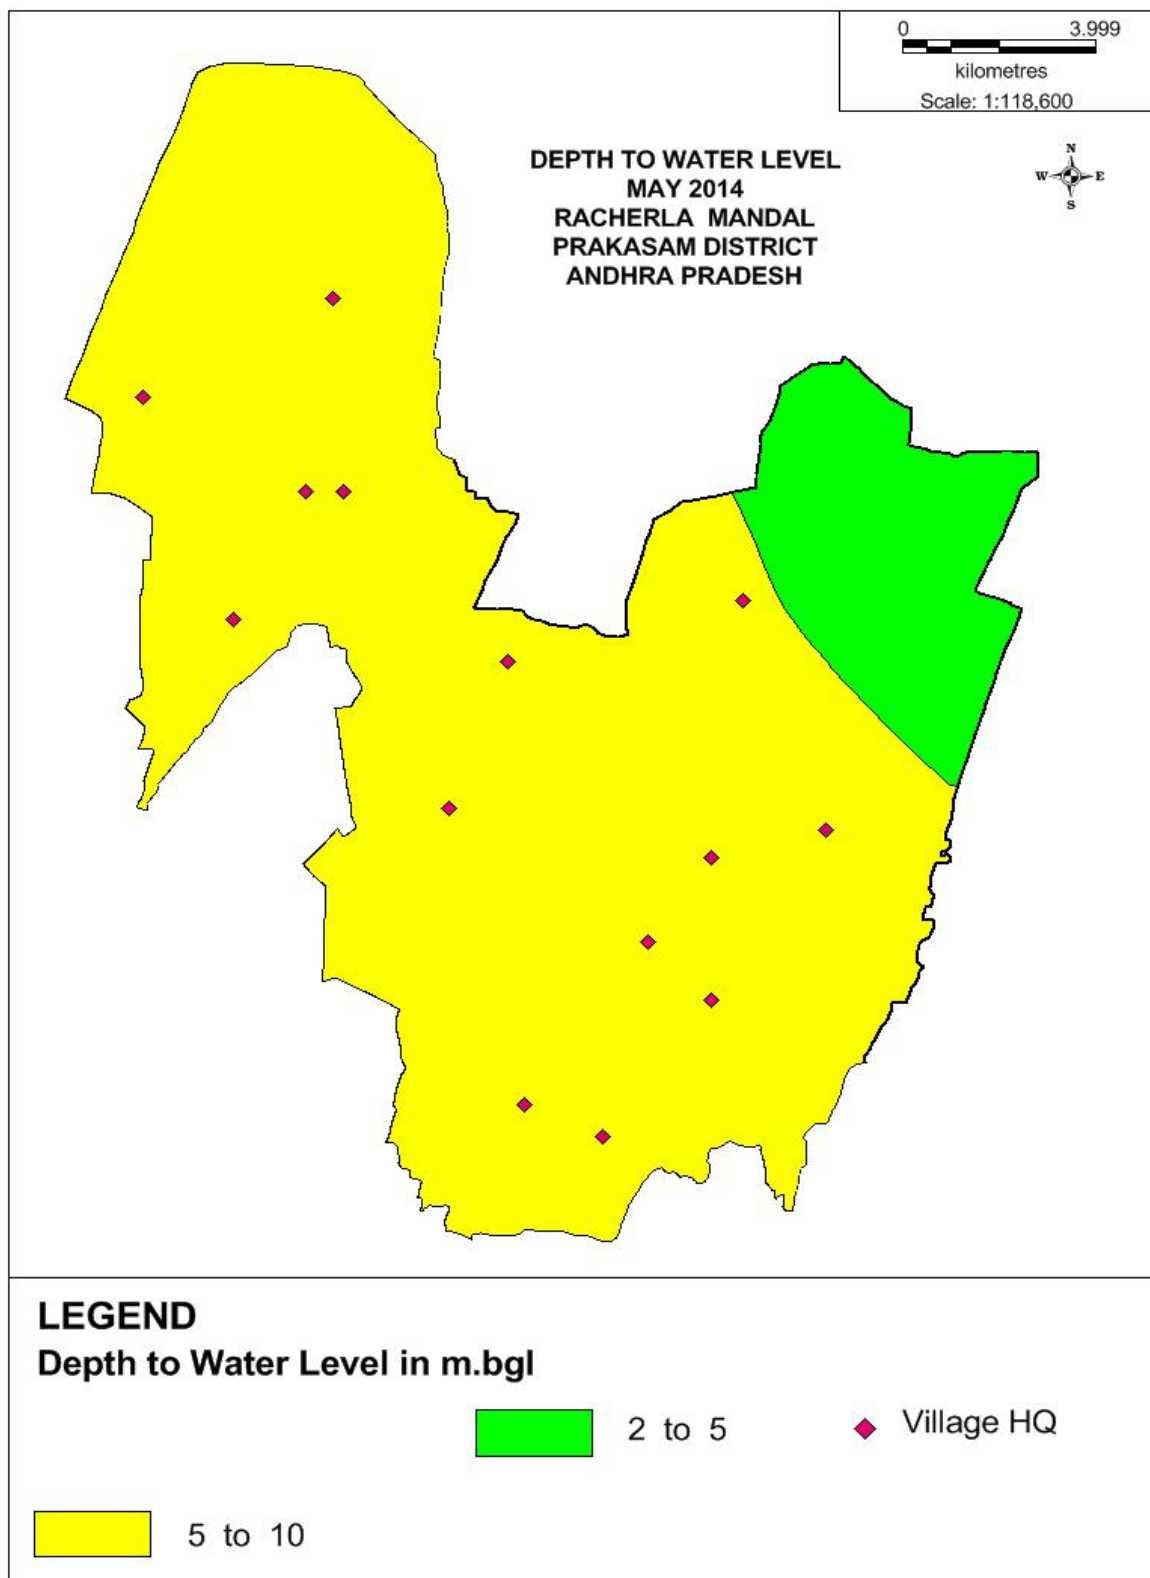 0 3.999
kilometres
Scale: 1:118,600
DEPTH TO WATER LEVEL
MAY 2014
RACHERLA MANDAL
PRAKASAM DISTRICT
ANDHRA PRADESH
N
W E
S
LEGEND
Depth to Water Level in m.bgl
2 to 5 Village HQ
5 to 10